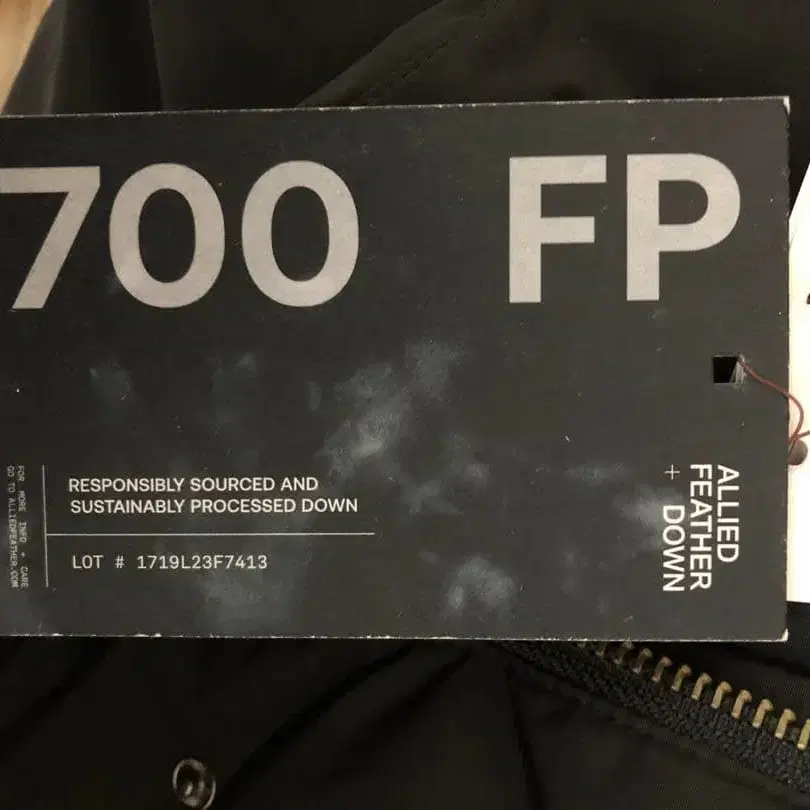 700 FP
RESPONSIBLY SOURCED AND
SUSTAINABLY PROCESSED DOWN
LOT # 1719L23F7413
FOR MORE INFO + CARE
GO TO ALLIEDFEATHER.COM
ALLIED
FEATHER
+ DOWN